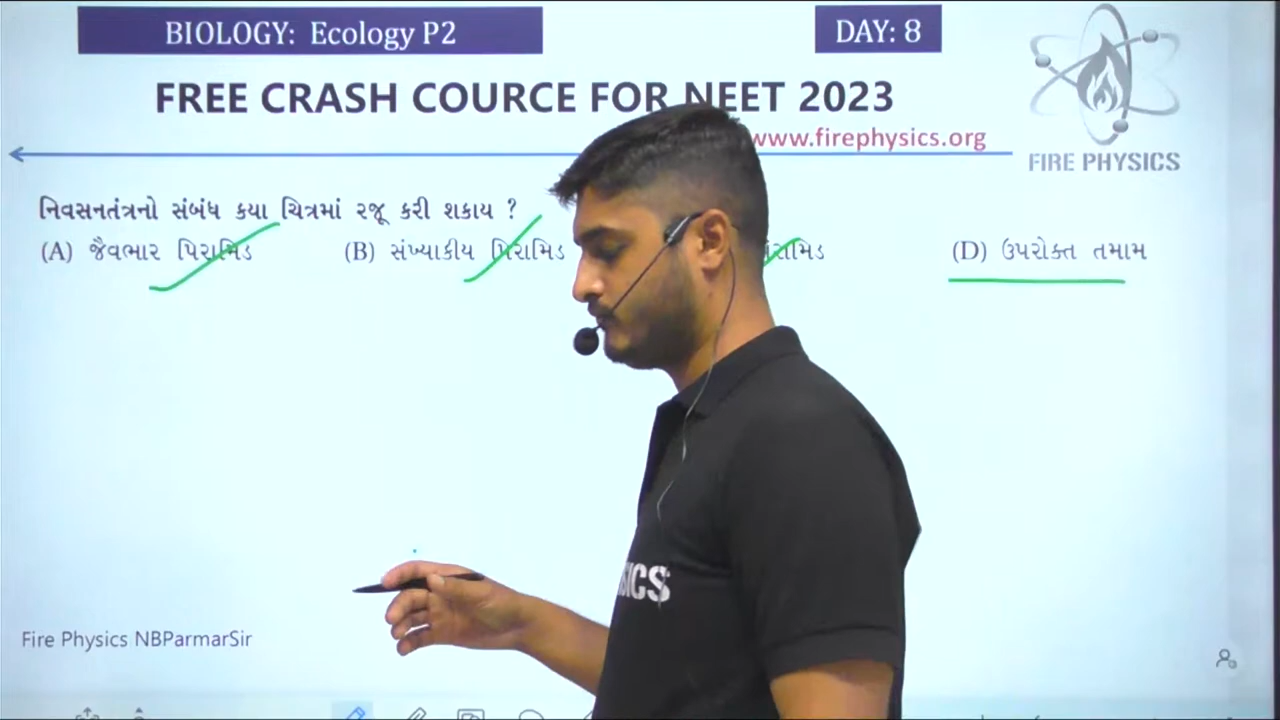 BIOLOGY: Ecology P2
DAY: 8
FREE CRASH COURCE FOR NEET 2023
www.firephysics.org
FIRE PHYSICS
નિવસનતંત્રનો સંબંધ કયા ચિત્રમાં રજૂ કરી શકાય ?
(A) જૈવભાર પિરામિડ (B) સંખ્યાકીય પિરામિડ (D) ઉપરોક્ત તમામ
Fire Physics NBParmarSir